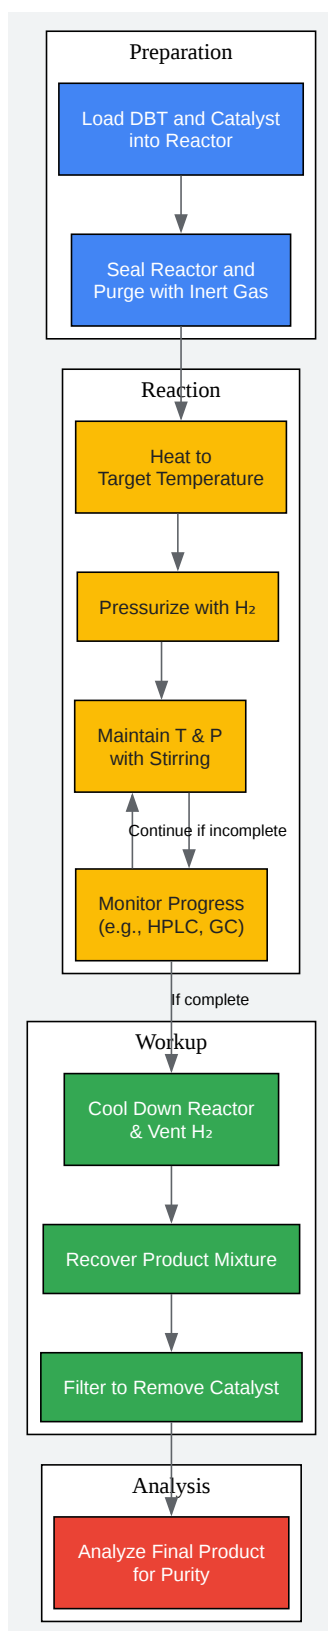 Preparation
Load DBT and Catalyst
into Reactor
Seal Reactor and
Purge with Inert Gas
Reaction
Heat to
Target Temperature
Pressurize with H₂
Maintain T & P
with Stirring
Continue if incomplete
Monitor Progress
(e.g., HPLC, GC)
If complete
Workup
Cool Down Reactor
& Vent H₂
Recover Product Mixture
Filter to Remove Catalyst
Analysis
Analyze Final Product
for Purity